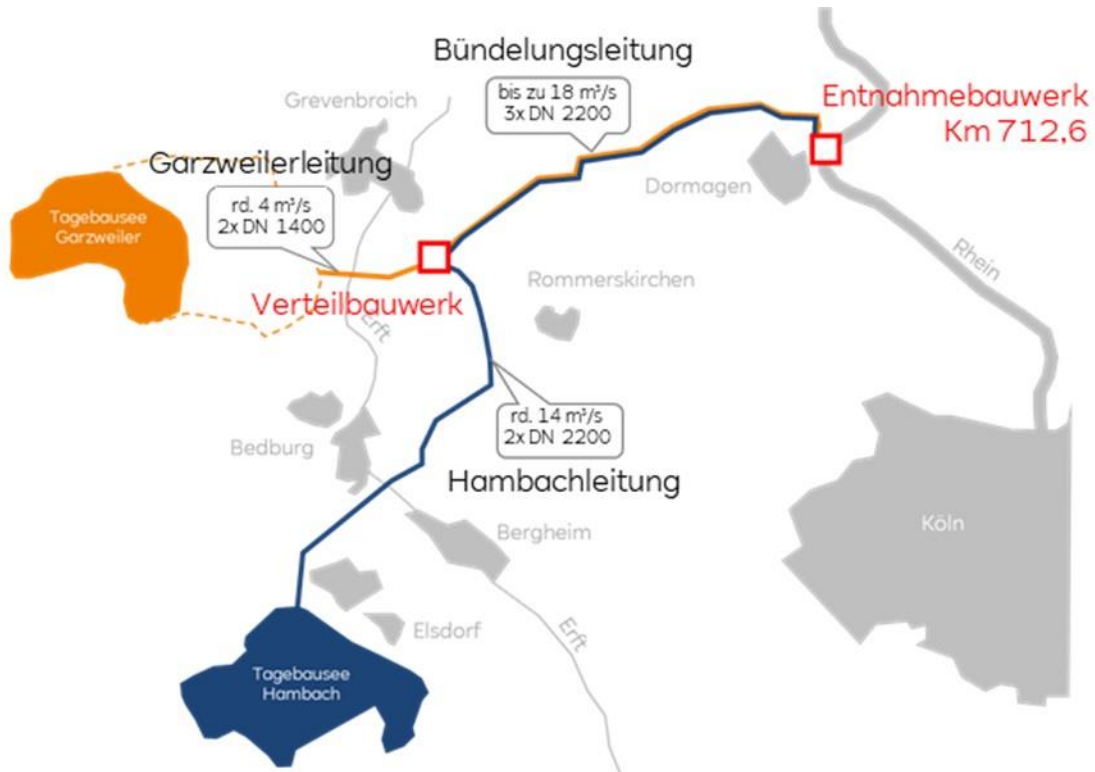 Bündelungsleitung
bis zu 18 m³/s
3x DN 2200
Entnahmebauwerk
Km 712,6
Grevenbroich
Garzweilerleitung
rd. 4 m³/s
2x DN 1400
Dormagen
Tagebausee
Garzweiler
Rhein
Rommerskirchen
Verteilbauwerk
Erft
rd. 14 m³/s
2x DN 2200
Bedburg
Hambachleitung
Köln
Bergheim
Elsdorf
Erft
Tagebausee
Hambach